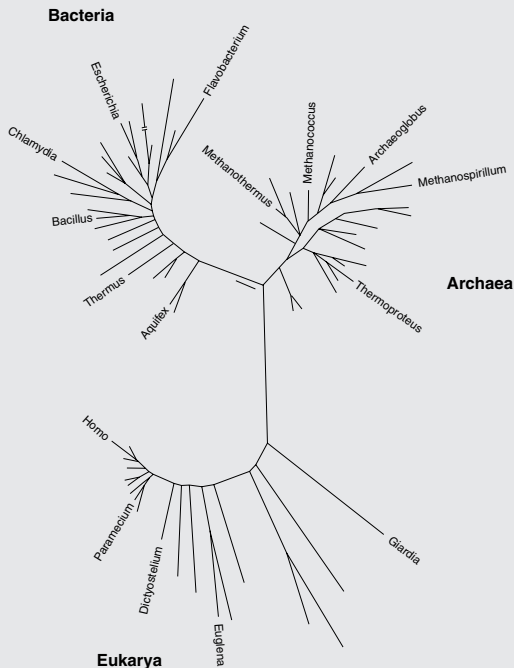 Bacteria
Escherichia
Flavobacterium
Chlamydia
Methanothermus
Methanococcus
Archaeoglobus
Methanospirillum
Bacillus
Thermus
Aquifex
Thermoproteus
Archaea
Homo
Paramecium
Dictyostelium
Euglena
Giardia
Eukarya